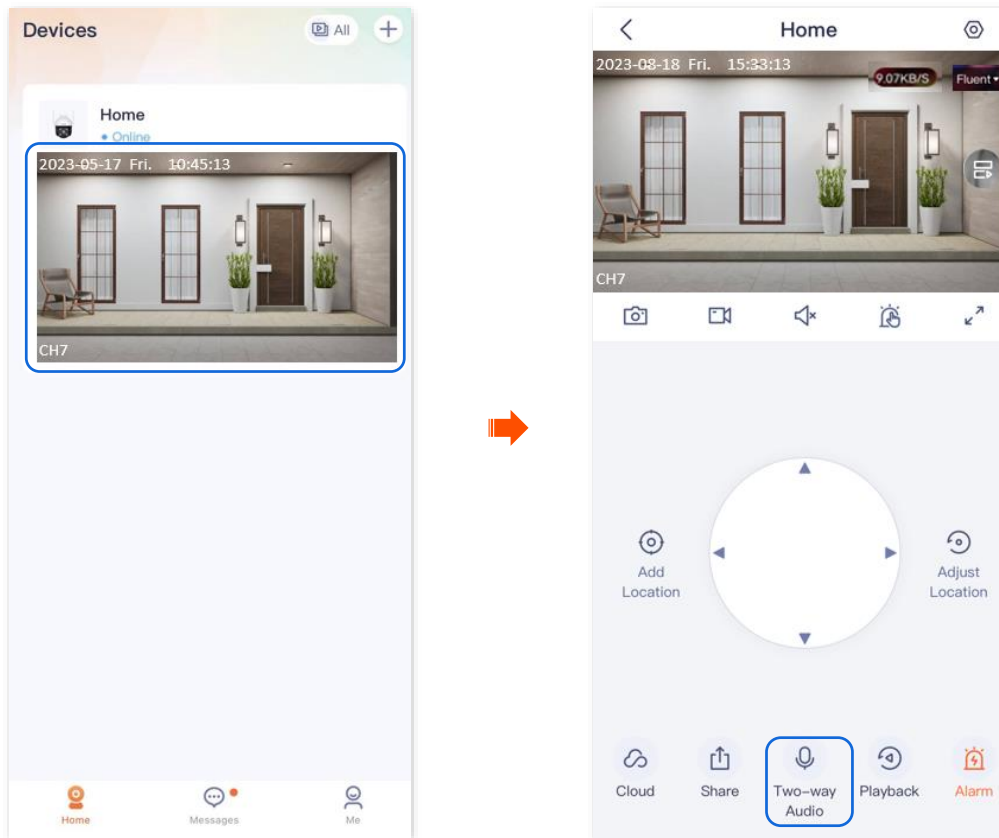 Devices
All
Home
Online
2023-05-17 Fri. 10:45:13
CH7
Home
Messages
Me
Home
2023-08-18 Fri. 15:33:13
9.07KB/S
Fluent
CH7
Add
Location
Adjust
Location
Cloud
Share
Two-way
Audio
Playback
Alarm